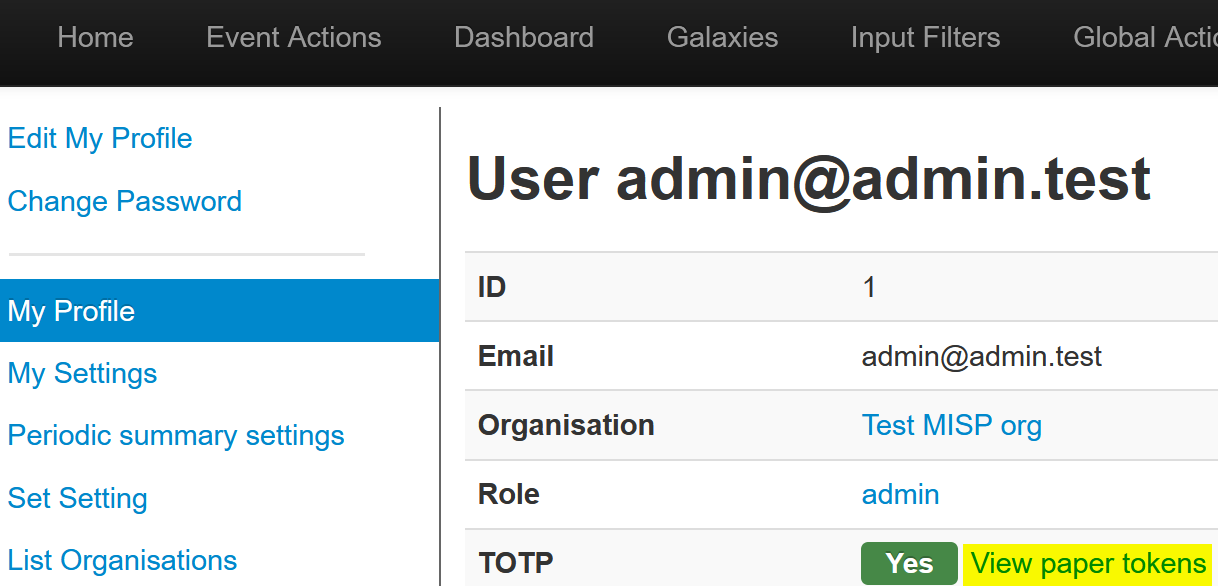 Home Event Actions Dashboard Galaxies Input Filters Global Actio
Edit My Profile
Change Password
My Profile
My Settings
Periodic summary settings
Set Setting
List Organisations
User admin@admin.test
ID 1
Email admin@admin.test
Organisation Test MISP org
Role admin
TOTP Yes View paper tokens